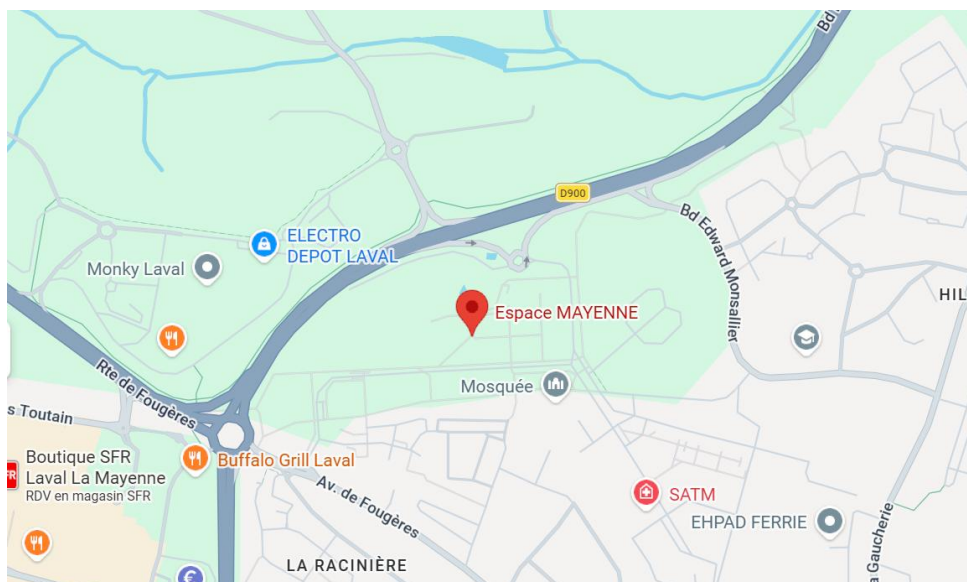 Bd
D900
Bd Edward Monsallier
ELECTRO
DEPOT LAVAL
Monky Laval
HIL
Espace MAYENNE
Rte de Fougères
Mosquée
s Toutain
Boutique SFR
Laval La Mayenne
RDV en magasin SFR
Buffalo Grill Laval
Av. de Fougères
SATM
EHPAD FERRIE
a Gaucherie
LA RACINIÈRE